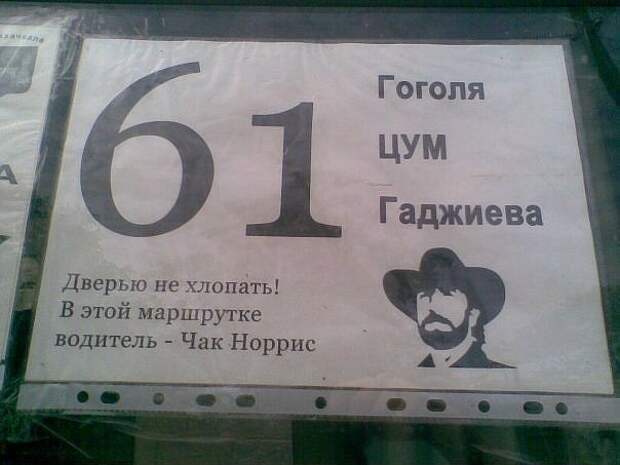 61
Гоголя
ЦУМ
Гаджиева
Дверью не хлопать!
В этой маршрутке
водитель - Чак Норрис